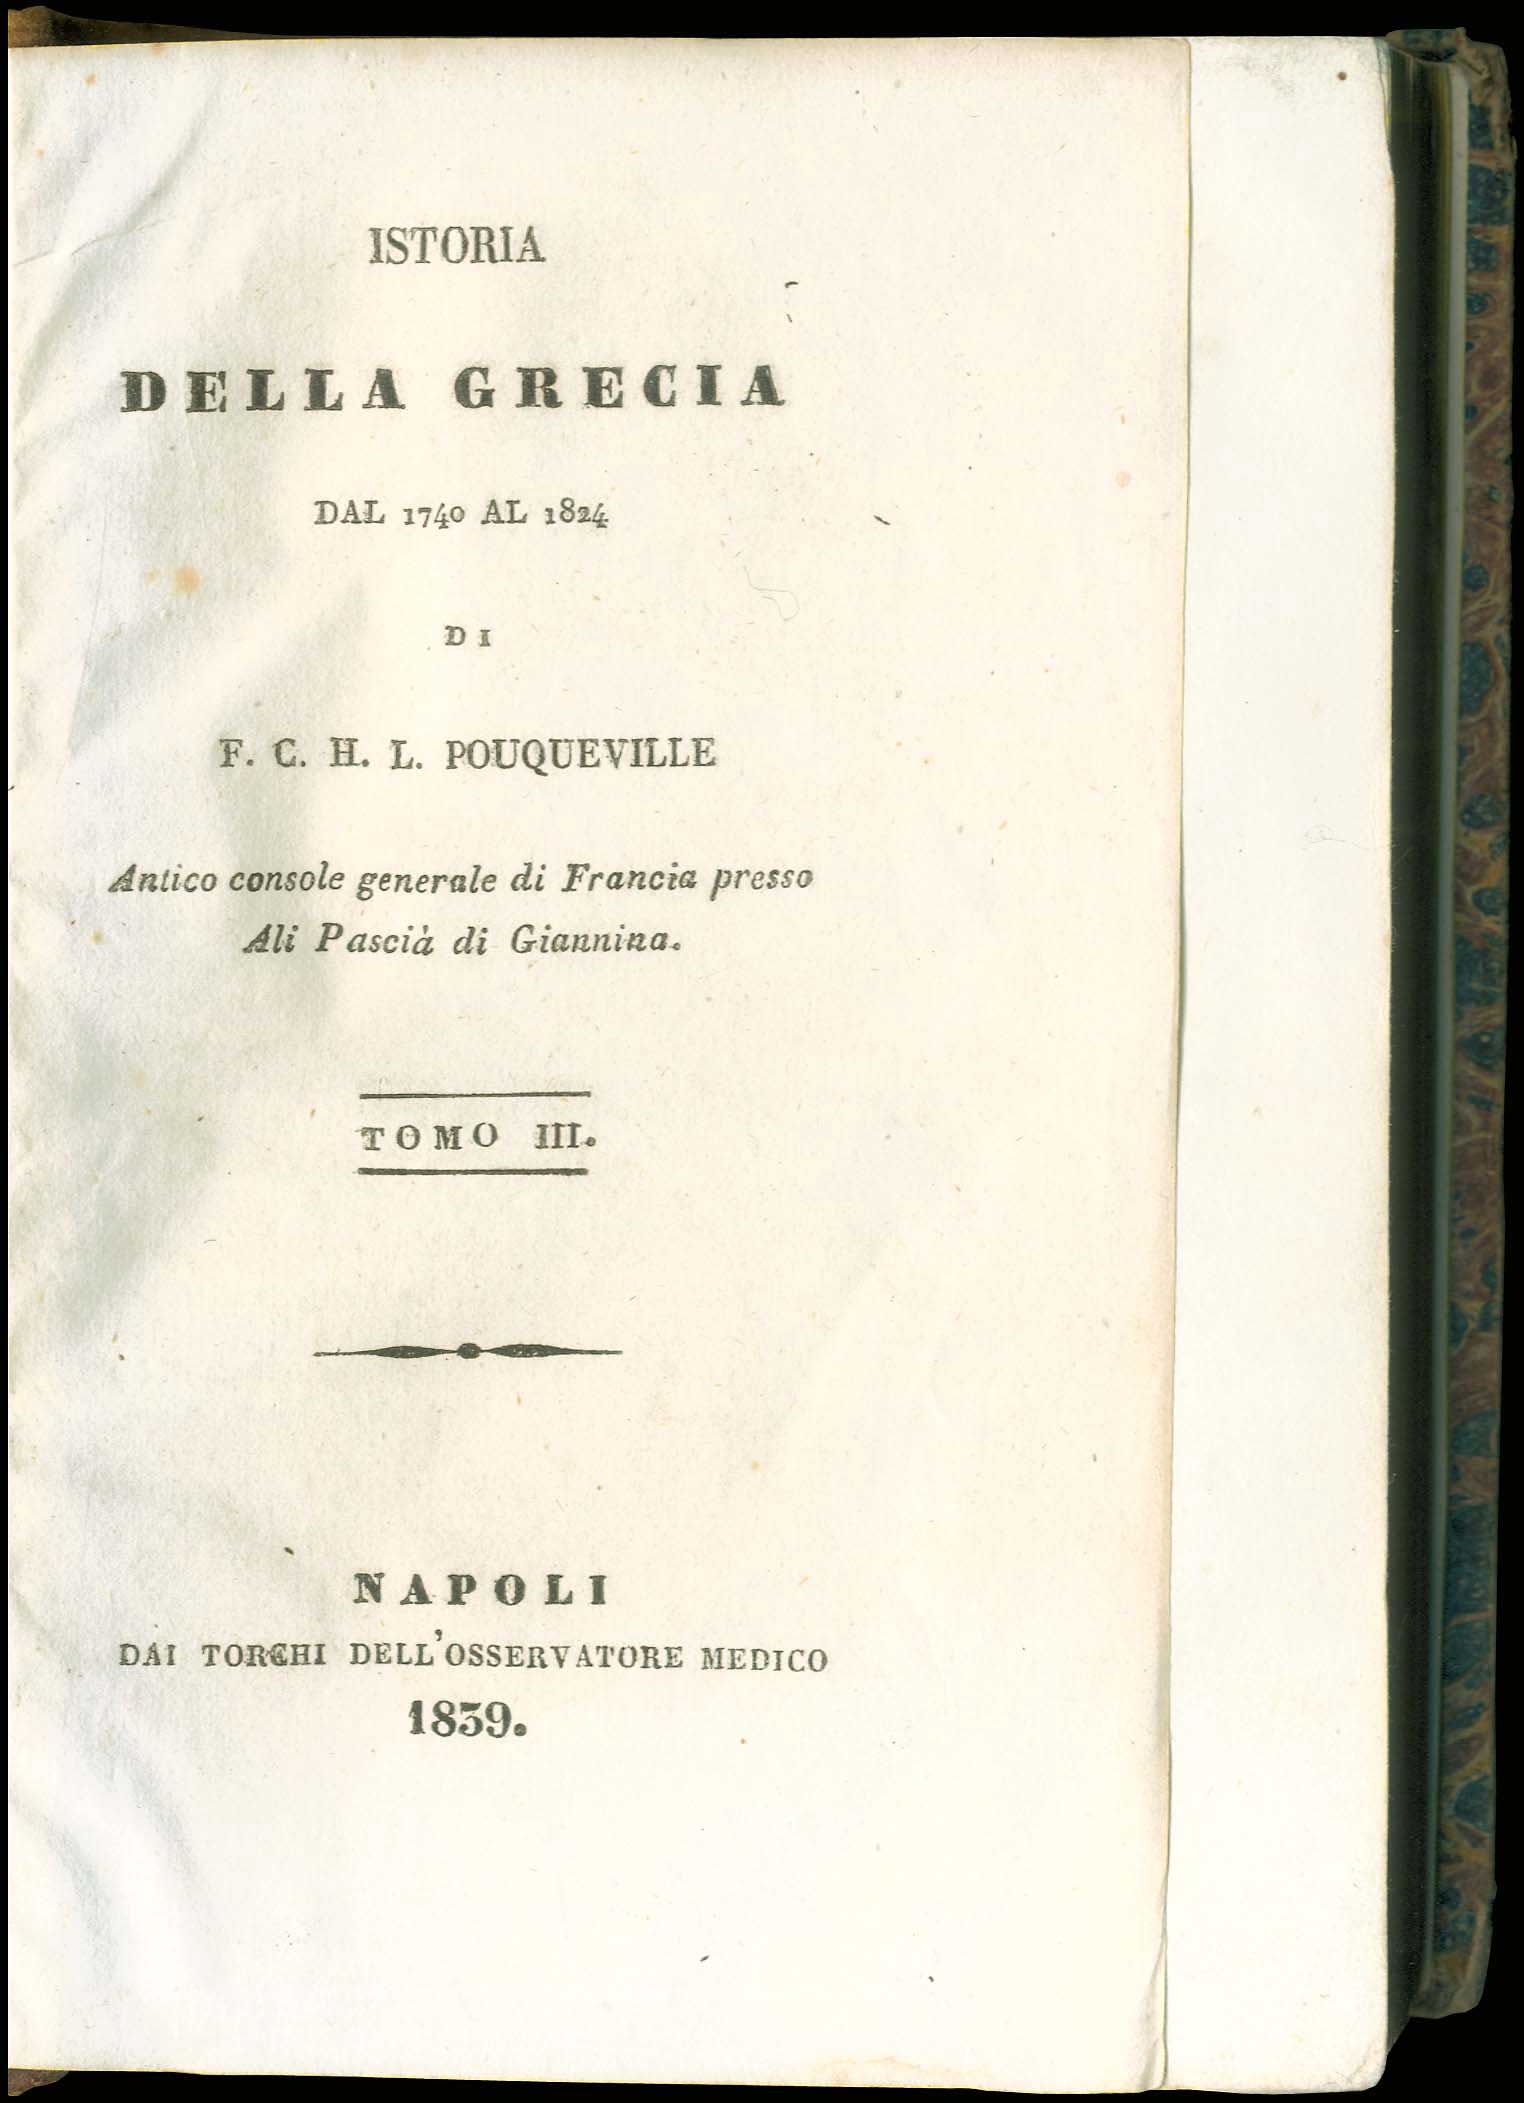 ISTORIA
DELLA GRECIA
DAL 1740 AL 1824
DI
F. C. H. L. POUQUEVILLE
Antico console generale di Francia presso
Ali Pascià di Giannina.
TOMO III.
NAPOLI
DAI TORCHI DELL'OSSERVATORE MEDICO
1839.